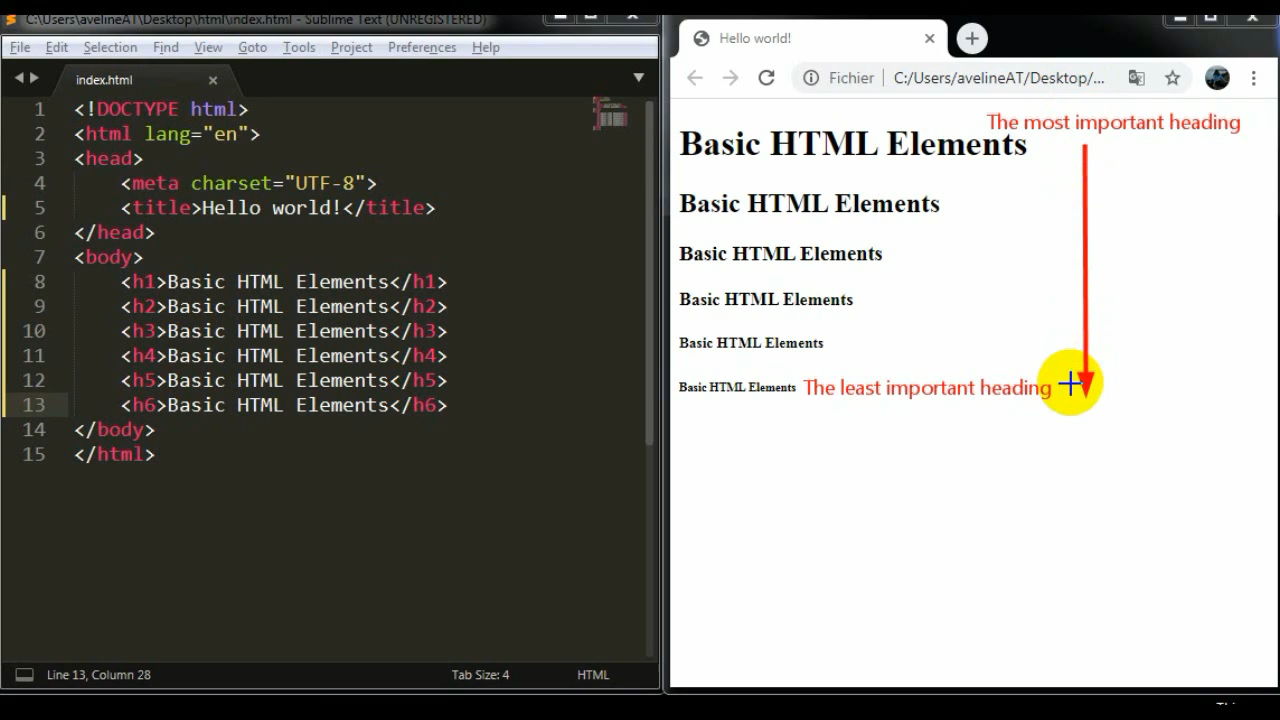 C:\Users\avelineAT\Desktop\html\index.html - Sublime Text (UNREGISTERED)
File Edit Selection Find View Goto Tools Project Preferences Help
index.html
1 <!DOCTYPE html>
2 <html lang="en">
3 <head>
4 <meta charset="UTF-8">
5 <title>Hello world!</title>
6 </head>
7 <body>
8 <h1>Basic HTML Elements</h1>
9 <h2>Basic HTML Elements</h2>
10 <h3>Basic HTML Elements</h3>
11 <h4>Basic HTML Elements</h4>
12 <h5>Basic HTML Elements</h5>
13 <h6>Basic HTML Elements</h6>
14 </body>
15 </html>
Line 13, Column 28 Tab Size: 4 HTML
Hello world!
Fichier C:/Users/avelineAT/Desktop/...
The most important heading
Basic HTML Elements
Basic HTML Elements
Basic HTML Elements
Basic HTML Elements
Basic HTML Elements
Basic HTML Elements The least important heading